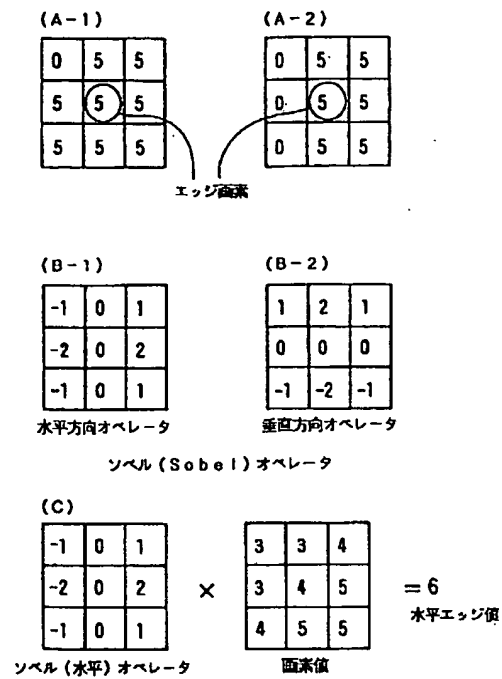 (A-1) (A-2)
0 5 5 0 5 5
5 5 5 0 5 5
5 5 5 0 5 5
エッジ画素
(B-1) (B-2)
-1 0 1 1 2 1
-2 0 2 0 0 0
-1 0 1 -1 -2 -1
水平方向オペレータ 垂直方向オペレータ
ソベル(Sobel)オペレータ
(C)
-1 0 1 3 3 4
-2 0 2 × 3 4 5 =6
-1 0 1 4 5 5
水平エッジ値
ソベル(水平)オペレータ 画素値